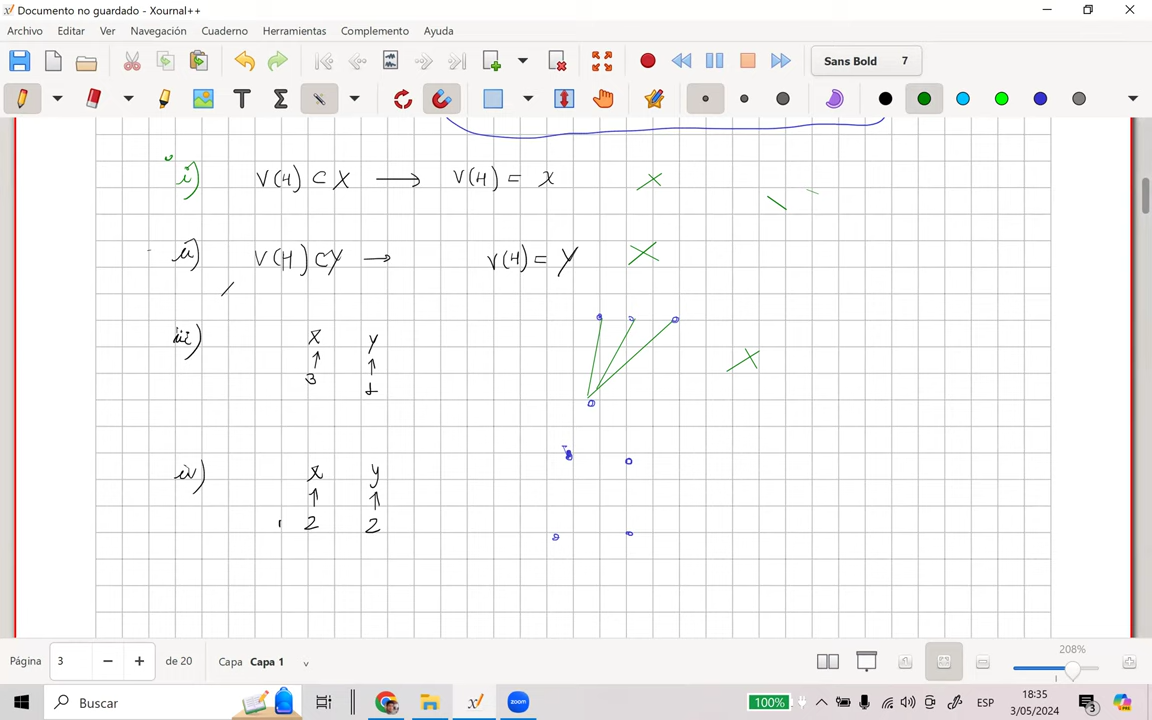 Documento no guardado - Xournal++
Archivo Editar Ver Navegación Cuaderno Herramientas Complemento Ayuda
Sans Bold 7
i) V(H) ⊂ X → V(H) = X X
ii) V(H) ⊂ Y → V(H) = Y X
iii) X Y X
↑ ↑
3 1
iv) X Y
↑ ↑
2 2
Página 3 de 20 Capa Capa 1 208%
Buscar 100% ESP 18:35
3/05/2024 3
zoom